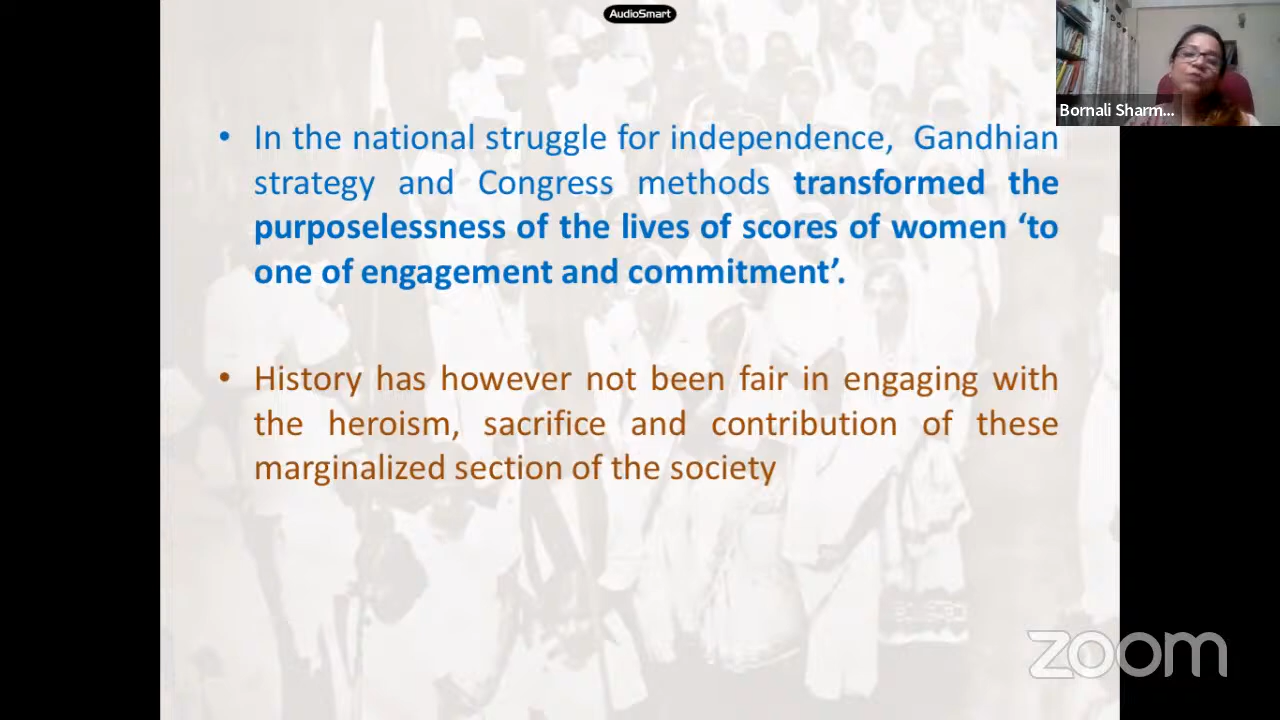 AudioSmart
Bornali Sharm...
• In the national struggle for independence, Gandhian
strategy and Congress methods transformed the
purposelessness of the lives of scores of women ‘to
one of engagement and commitment’.
• History has however not been fair in engaging with
the heroism, sacrifice and contribution of these
marginalized section of the society
zoom